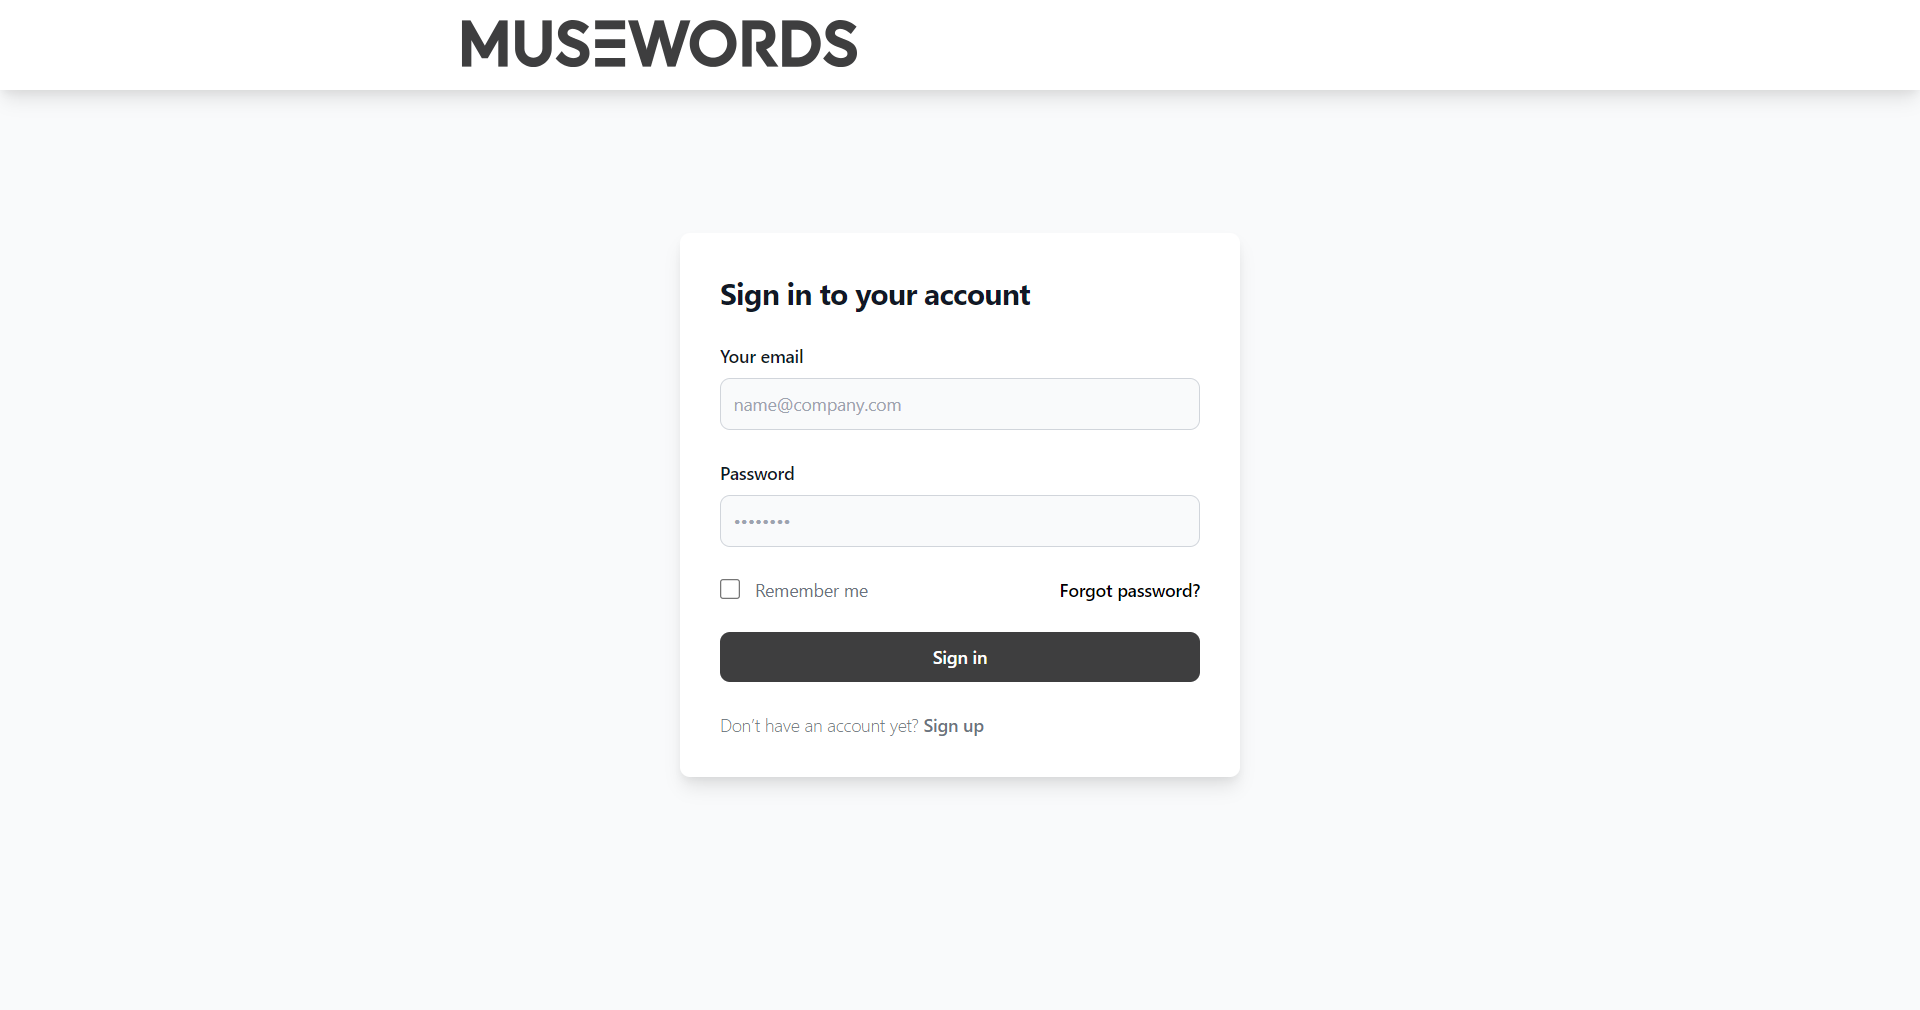 MUSEWORDS
Sign in to your account
Your email
name@company.com
Password
••••••••
Remember me
Forgot password?
Sign in
Don't have an account yet? Sign up